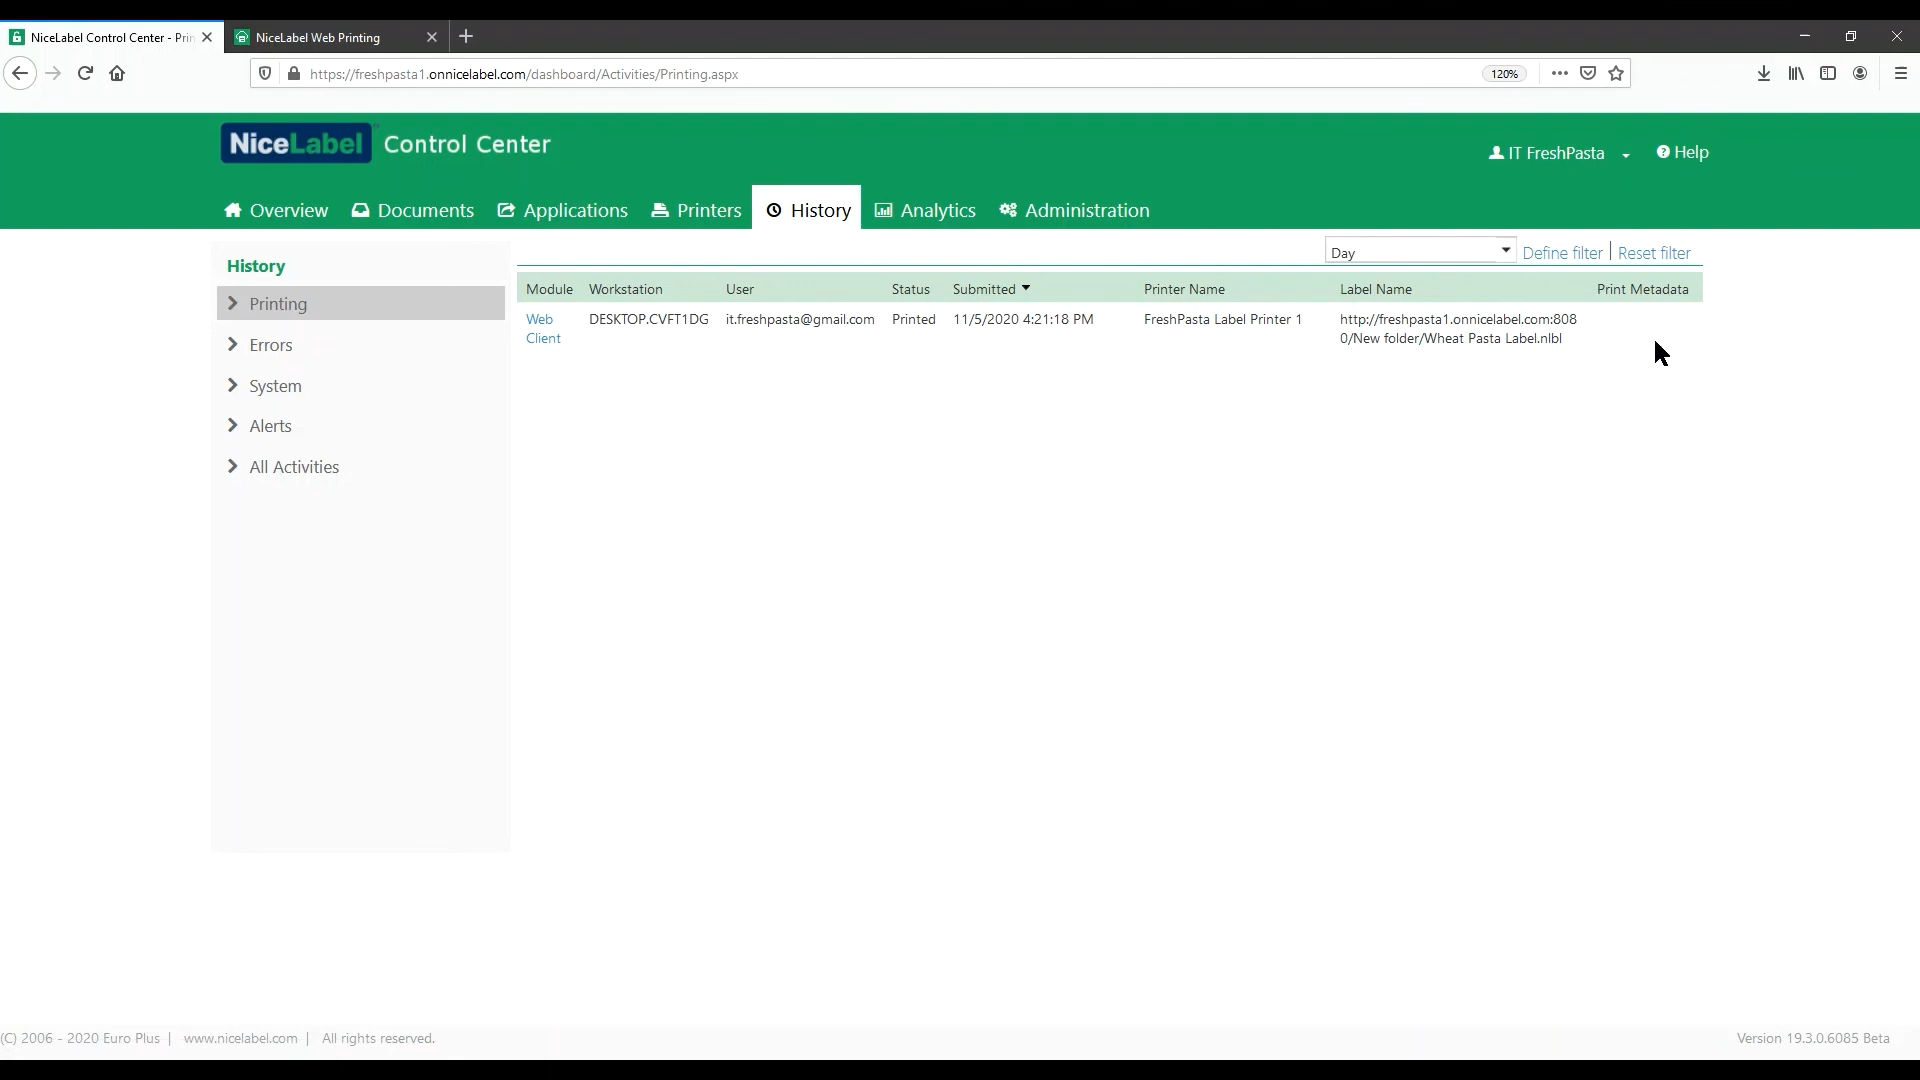 NiceLabel Control Center - Prin
NiceLabel Web Printing
https://freshpasta1.onnicelabel.com/dashboard/Activities/Printing.aspx
120%
NiceLabel Control Center
IT FreshPasta
Help
Overview
Documents
Applications
Printers
History
Analytics
Administration
History
Printing
Errors
System
Alerts
All Activities
Day
Define filter | Reset filter
Module Workstation User Status Submitted Printer Name Label Name Print Metadata
Web DESKTOP.CVFT1DG it.freshpasta@gmail.com Printed 11/5/2020 4:21:18 PM FreshPasta Label Printer 1 http://freshpasta1.onnicelabel.com:808
Client 0/New folder/Wheat Pasta Label.nlbl
(C) 2006 - 2020 Euro Plus | www.nicelabel.com | All rights reserved.
Version 19.3.0.6085 Beta